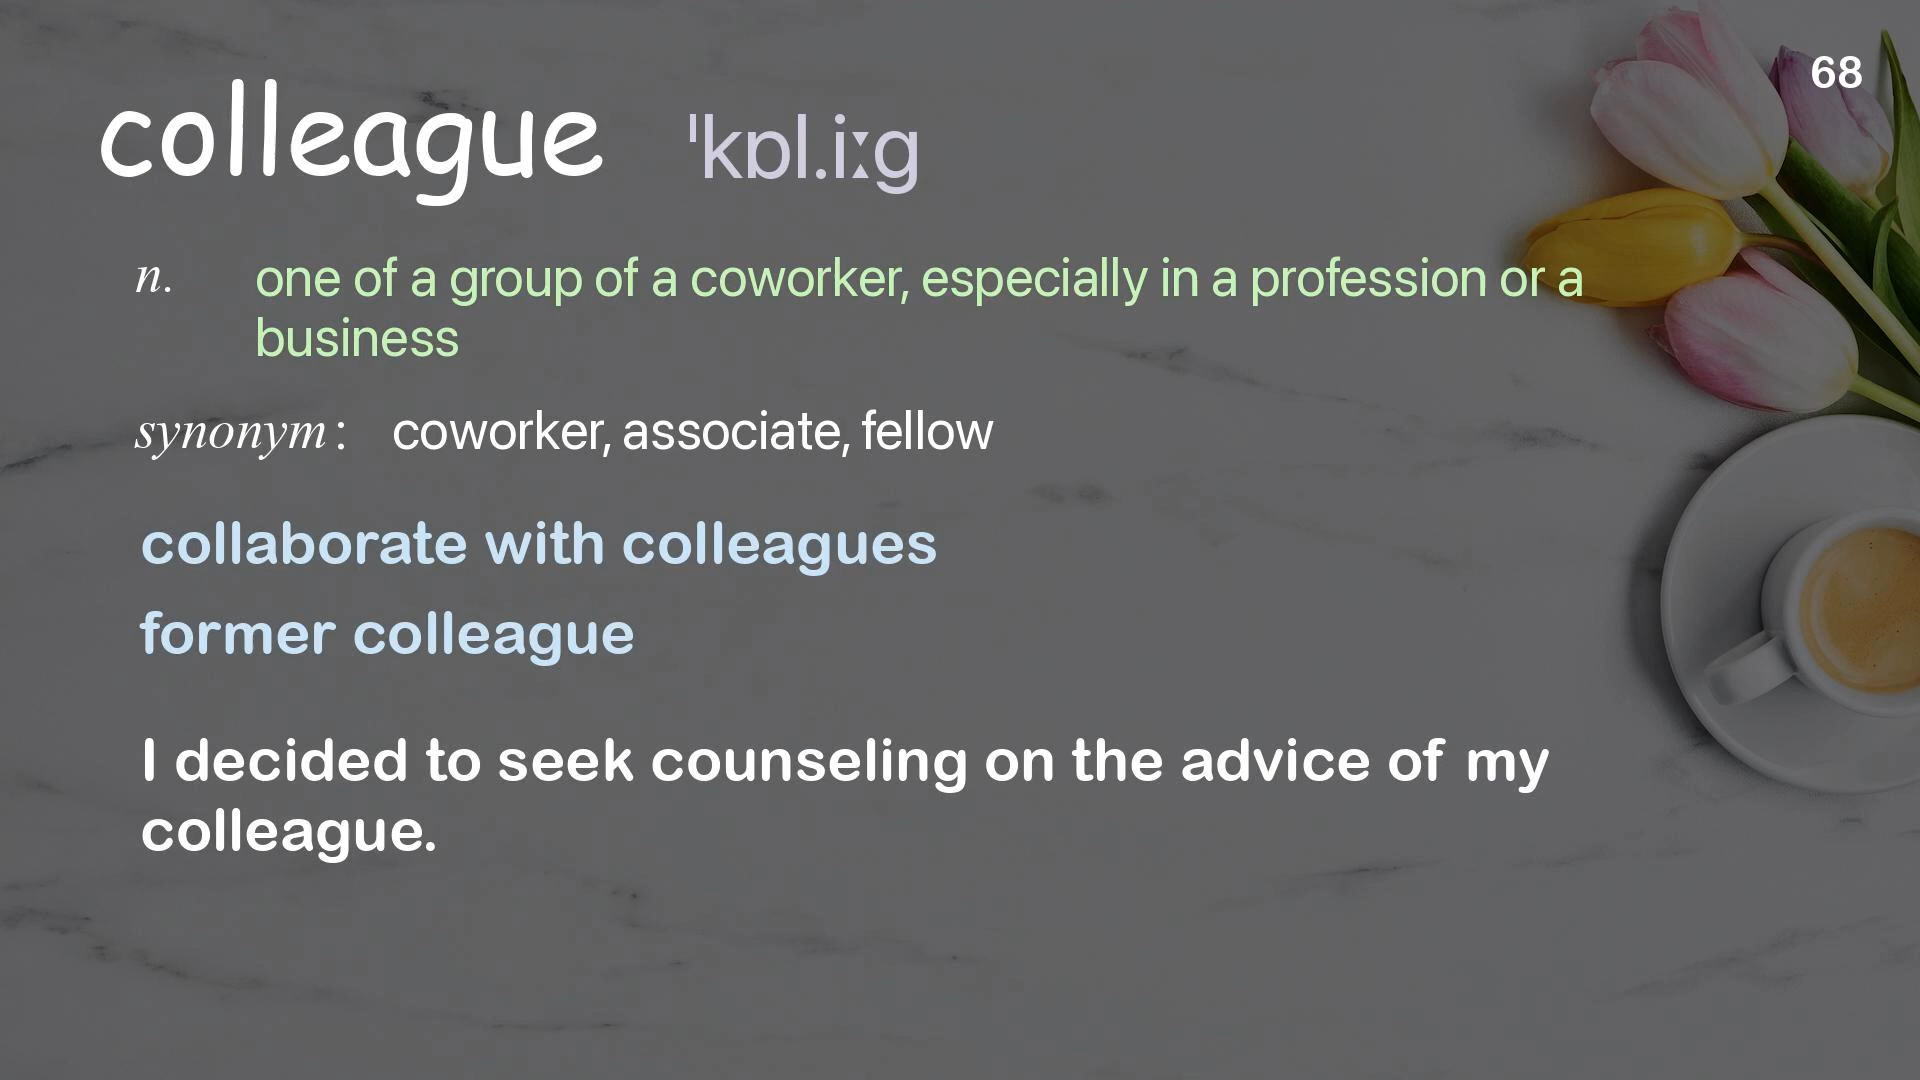 68
colleague ˈkɒl.iːg
n. one of a group of a coworker, especially in a profession or a
business
synonym: coworker, associate, fellow
collaborate with colleagues
former colleague
I decided to seek counseling on the advice of my
colleague.